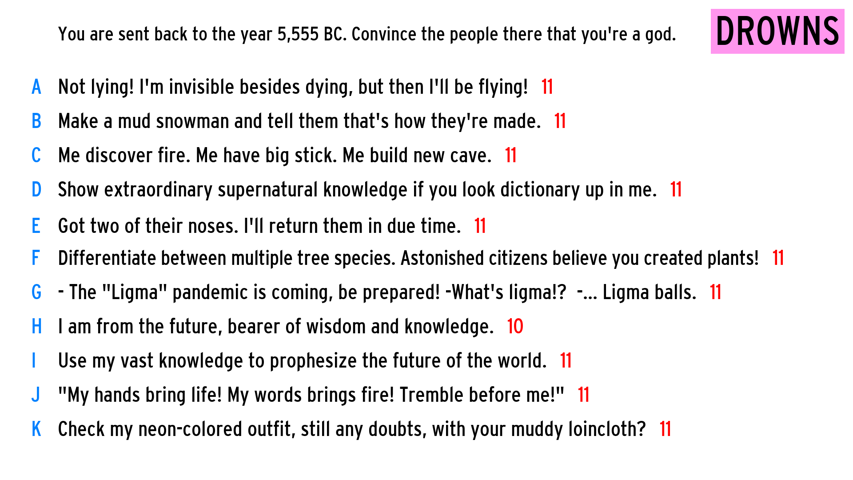 You are sent back to the year 5,555 BC. Convince the people there that you're a god.
DROWNS
A Not lying! I'm invisible besides dying, but then I'll be flying! 11
B Make a mud snowman and tell them that's how they're made. 11
C Me discover fire. Me have big stick. Me build new cave. 11
D Show extraordinary supernatural knowledge if you look dictionary up in me. 11
E Got two of their noses. I'll return them in due time. 11
F Differentiate between multiple tree species. Astonished citizens believe you created plants! 11
G - The "Ligma" pandemic is coming, be prepared! -What's ligma!? -... Ligma balls. 11
H I am from the future, bearer of wisdom and knowledge. 10
I Use my vast knowledge to prophesize the future of the world. 11
J "My hands bring life! My words brings fire! Tremble before me!" 11
K Check my neon-colored outfit, still any doubts, with your muddy loincloth? 11